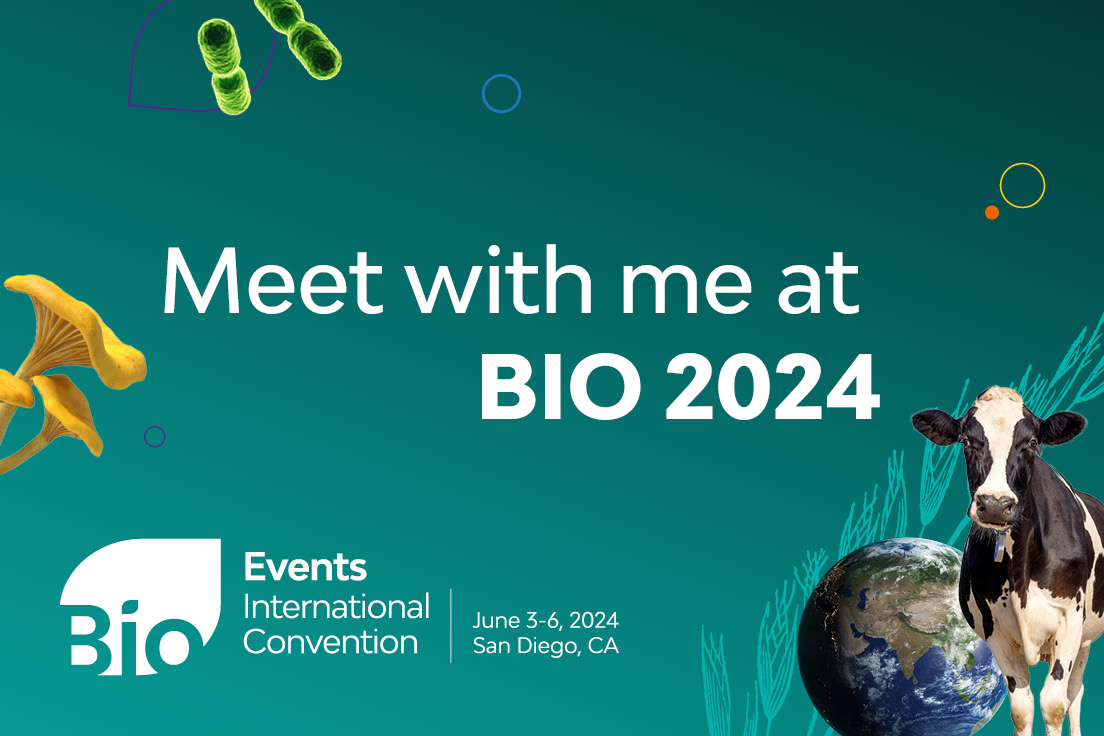 Meet with me at
BIO 2024
Bio
Events
International
Convention
June 3-6, 2024
San Diego, CA